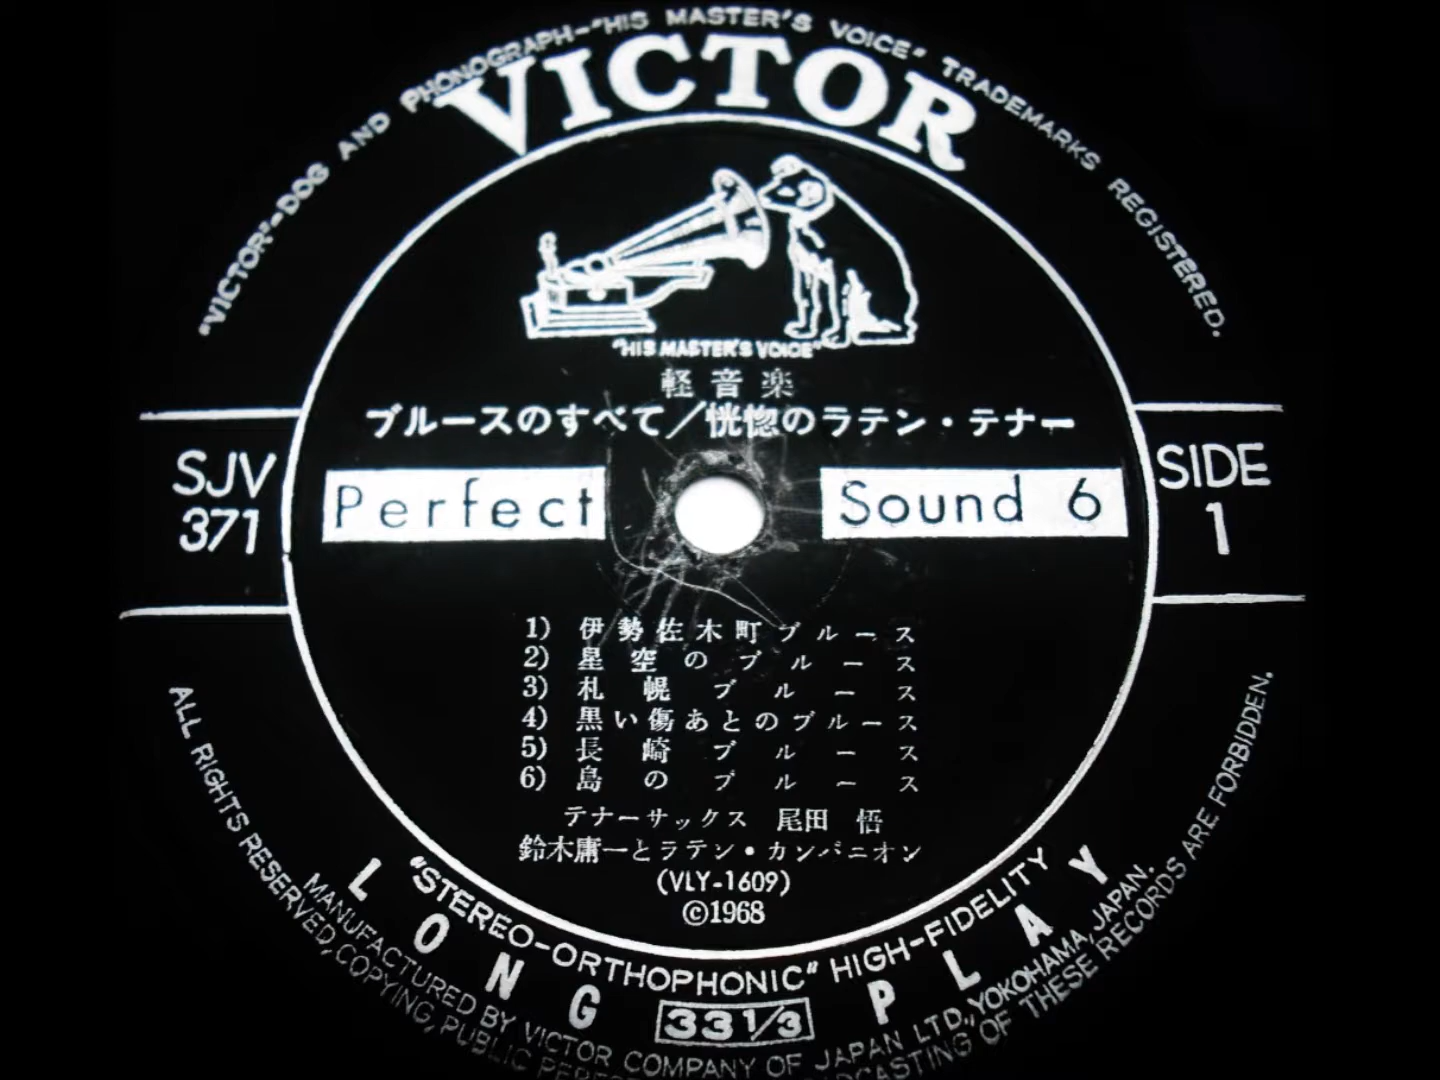 "VICTOR"-DOG AND PHONOGRAPH-"HIS MASTER'S VOICE" TRADEMARKS REGISTERED.
VICTOR
"HIS MASTER'S VOICE"
軽音楽
ブルースのすべて／恍惚のラテン・テナー
SJV
371
Perfect Sound 6
SIDE
1
1) 伊勢佐木町ブルース
2) 星空のブルース
3) 札幌ブルース
4) 黒い傷あとのブルース
5) 長崎ブルース
6) 島のブルース
テナーサックス 尾田 悟
鈴木庸一とラテン・カンパニオン
(VLY-1609)
©1968
"STEREO-ORTHOPHONIC" HIGH-FIDELITY
LONG 33 1/3 PLAY
MANUFACTURED BY VICTOR COMPANY OF JAPAN LTD., YOKOHAMA, JAPAN.
ALL RIGHTS RESERVED, COPYING, PUBLIC OF THESE RECORDS ARE FORBIDDEN.